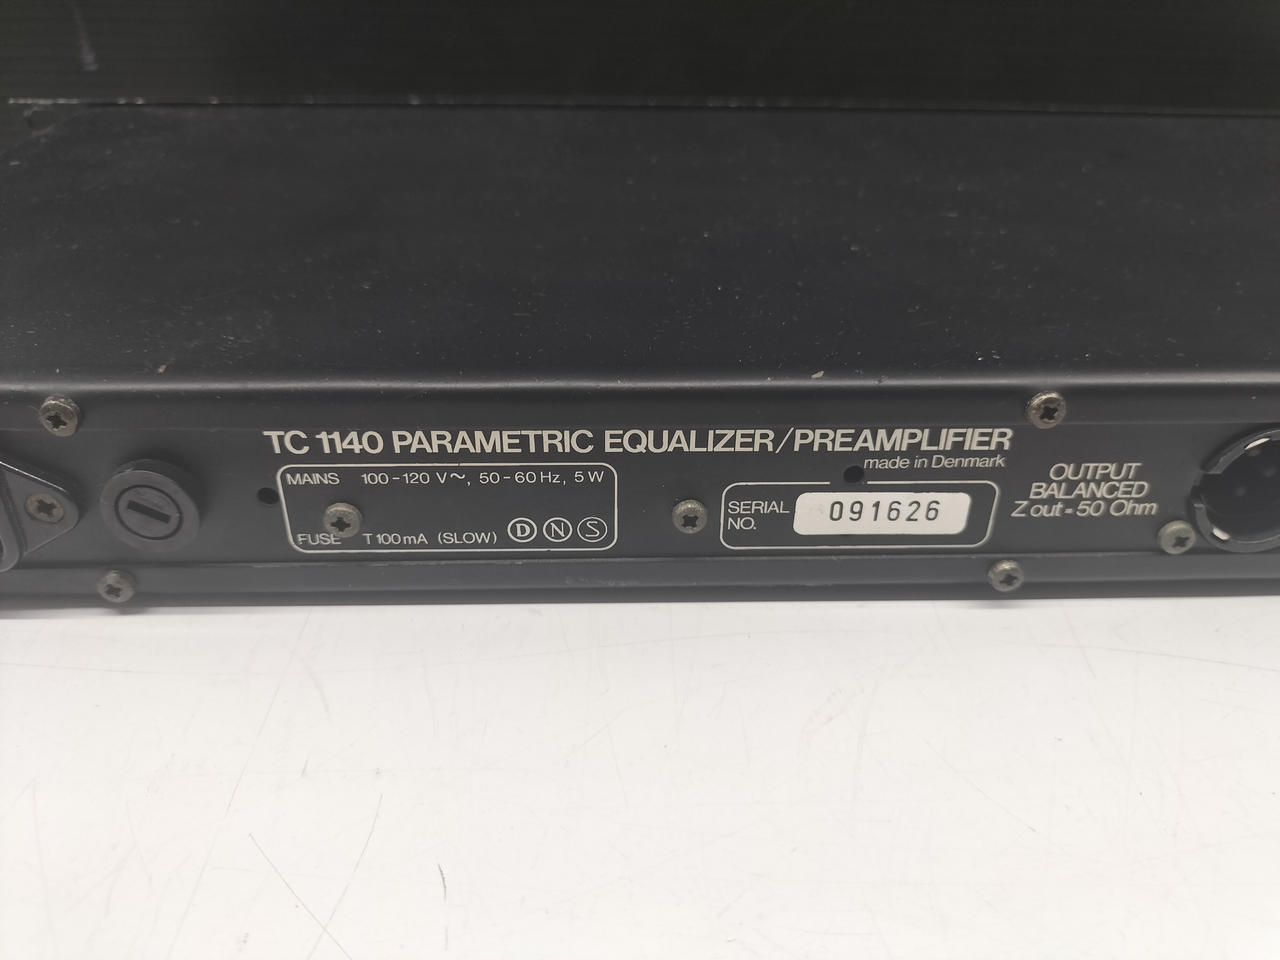 TC 1140 PARAMETRIC EQUALIZER/PREAMPLIFIER
made in Denmark
MAINS 100-120 V~, 50-60 Hz, 5 W
FUSE T 100 mA (SLOW) D N S
SERIAL NO. 091626
OUTPUT
BALANCED
Z out = 50 Ohm